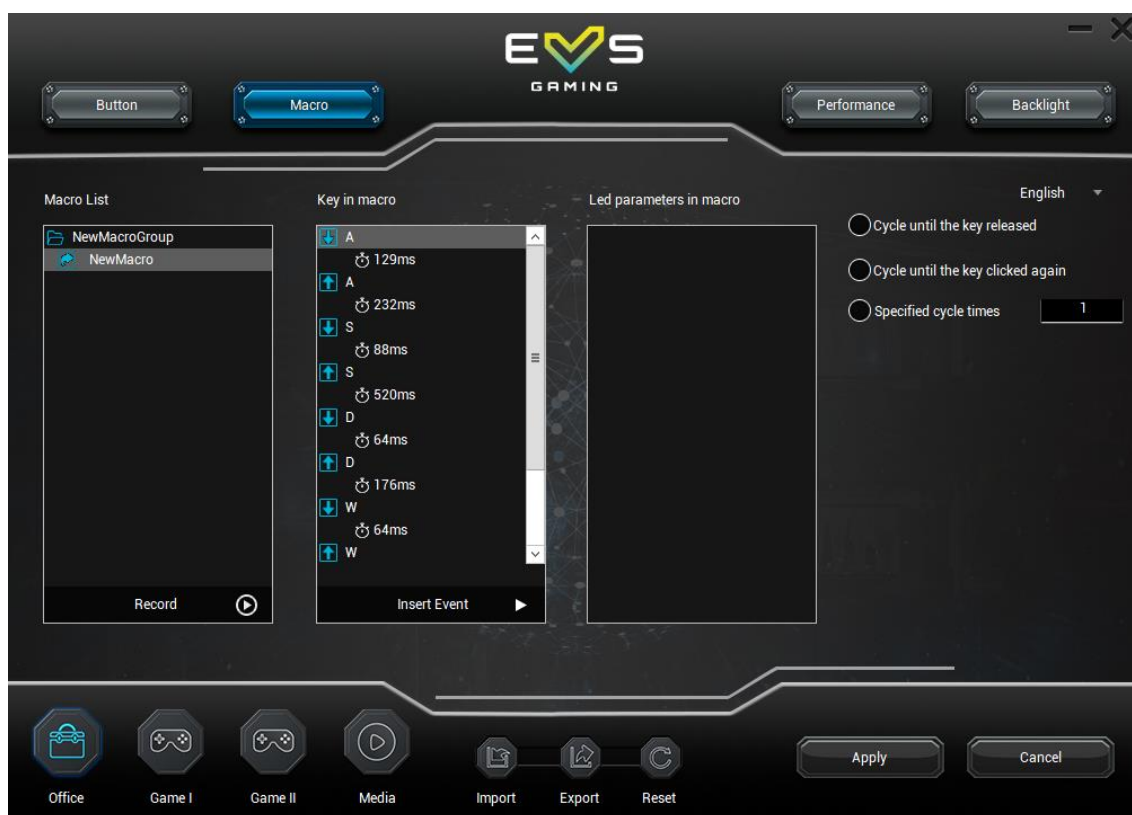 EVS
GAMING
Button
Macro
Performance
Backlight
English
Macro List
Key in macro
Led parameters in macro
NewMacroGroup
NewMacro
A
129ms
A
232ms
S
88ms
S
520ms
D
64ms
D
176ms
W
64ms
W
Cycle until the key released
Cycle until the key clicked again
Specified cycle times 1
Record
Insert Event
Apply
Cancel
Office
Game I
Game II
Media
Import
Export
Reset